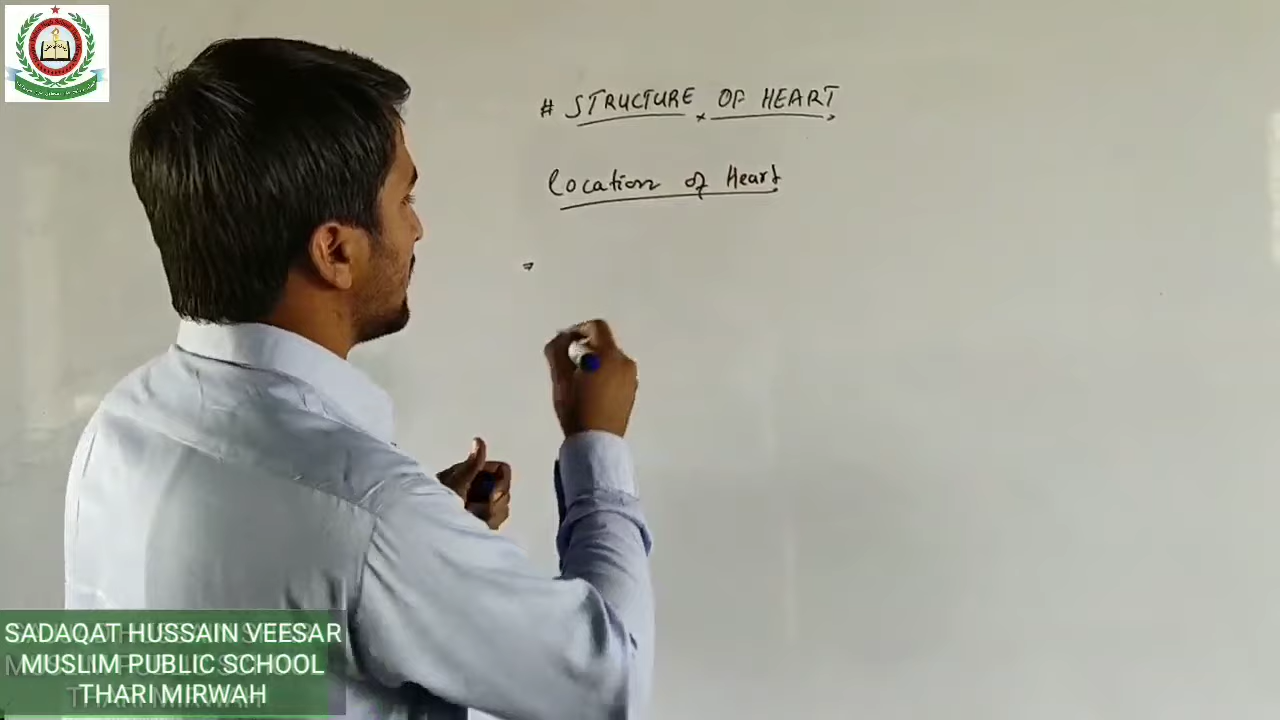 # STRUCTURE OF HEART
Location of Heart
SADAQAT HUSSAIN VEESAR
MUSLIM PUBLIC SCHOOL
THARI MIRWAH